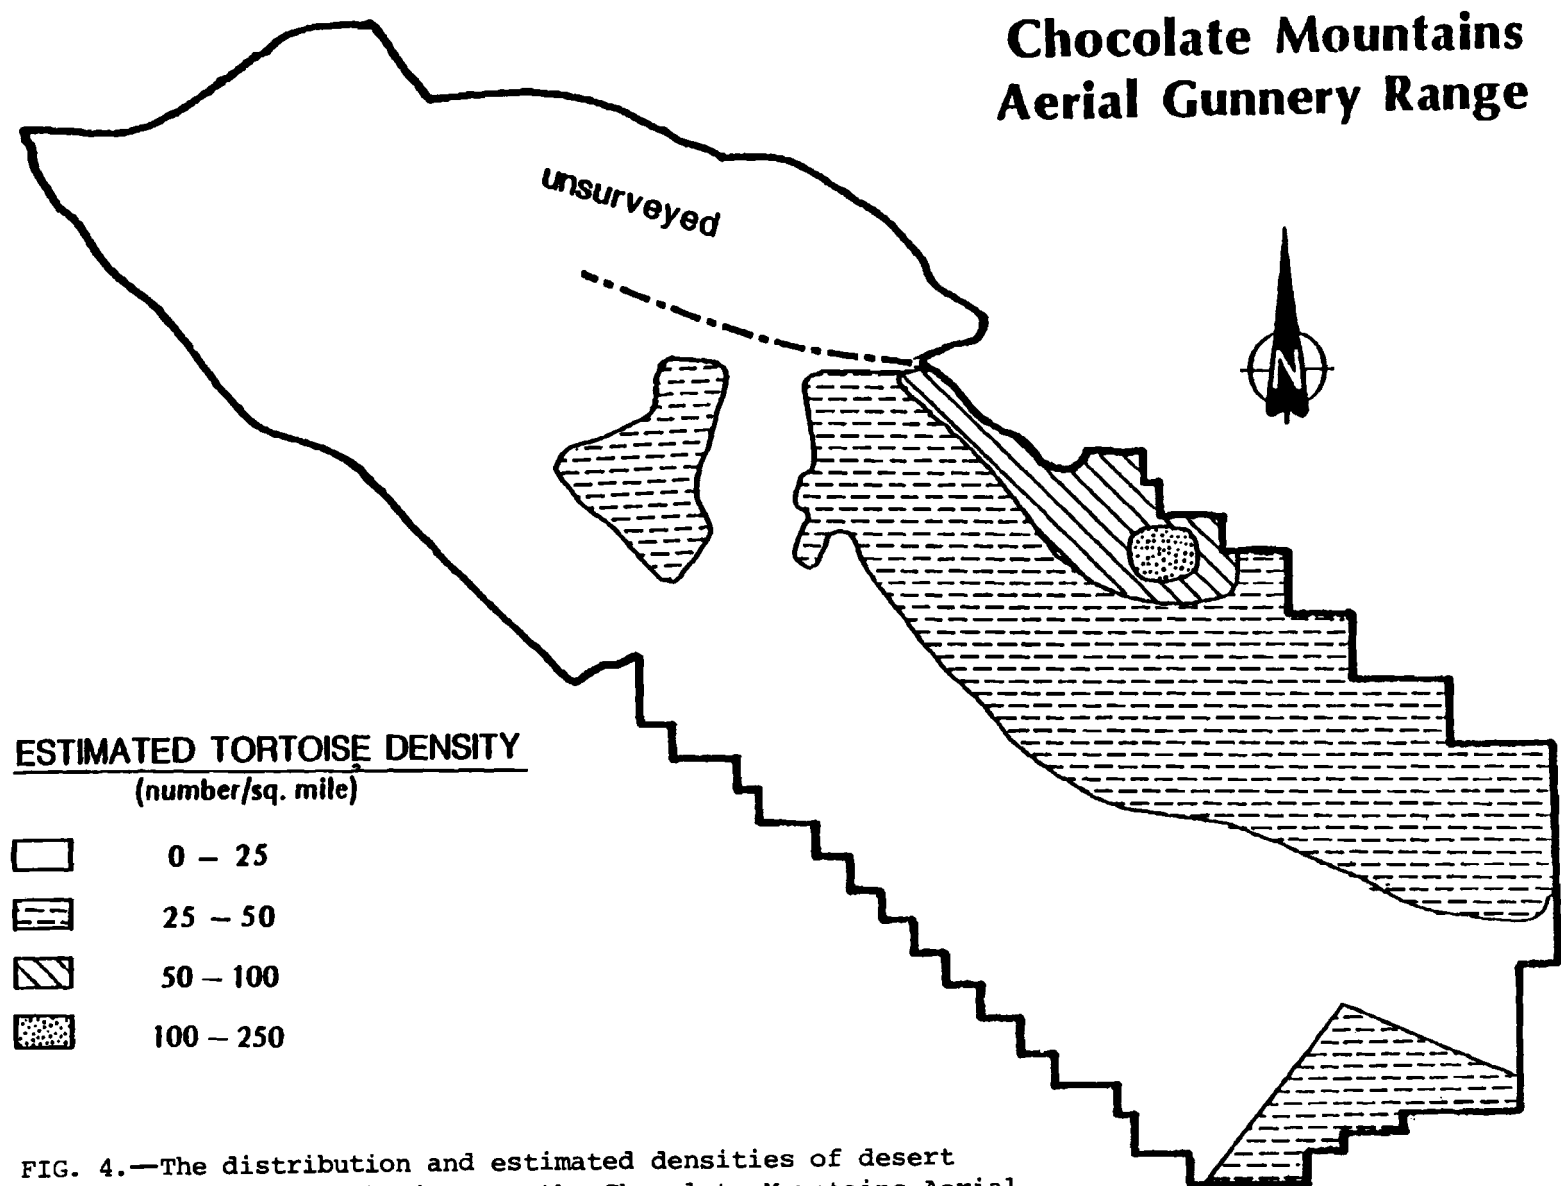 Chocolate Mountains
Aerial Gunnery Range
unsurveyed
N
ESTIMATED TORTOISE DENSITY
(number/sq. mile)
0 – 25
25 – 50
50 – 100
100 – 250
FIG. 4.—The distribution and estimated densities of desert